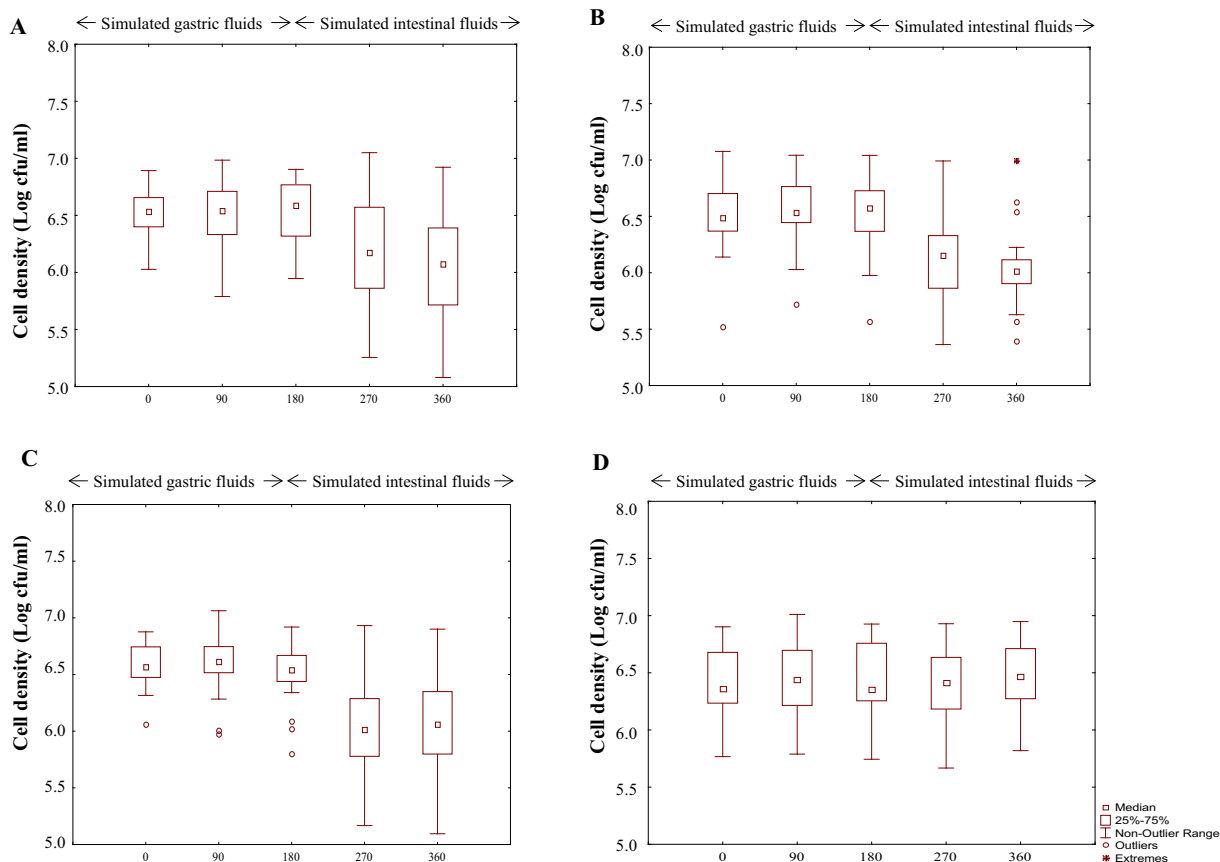 A
← Simulated gastric fluids → ← Simulated intestinal fluids →
Cell density (Log cfu/ml)
8.0
7.5
7.0
6.5
6.0
5.5
5.0
0 90 180 270 360
B
← Simulated gastric fluids → ← Simulated intestinal fluids →
Cell density (Log cfu/ml)
8.0
7.5
7.0
6.5
6.0
5.5
5.0
0 90 180 270 360
C
← Simulated gastric fluids → ← Simulated intestinal fluids →
Cell density (Log cfu/ml)
8.0
7.5
7.0
6.5
6.0
5.5
5.0
0 90 180 270 360
D
← Simulated gastric fluids → ← Simulated intestinal fluids →
Cell density (Log cfu/ml)
8.0
7.5
7.0
6.5
6.0
5.5
5.0
0 90 180 270 360
Median
25%-75%
Non-Outlier Range
Outliers
Extremes